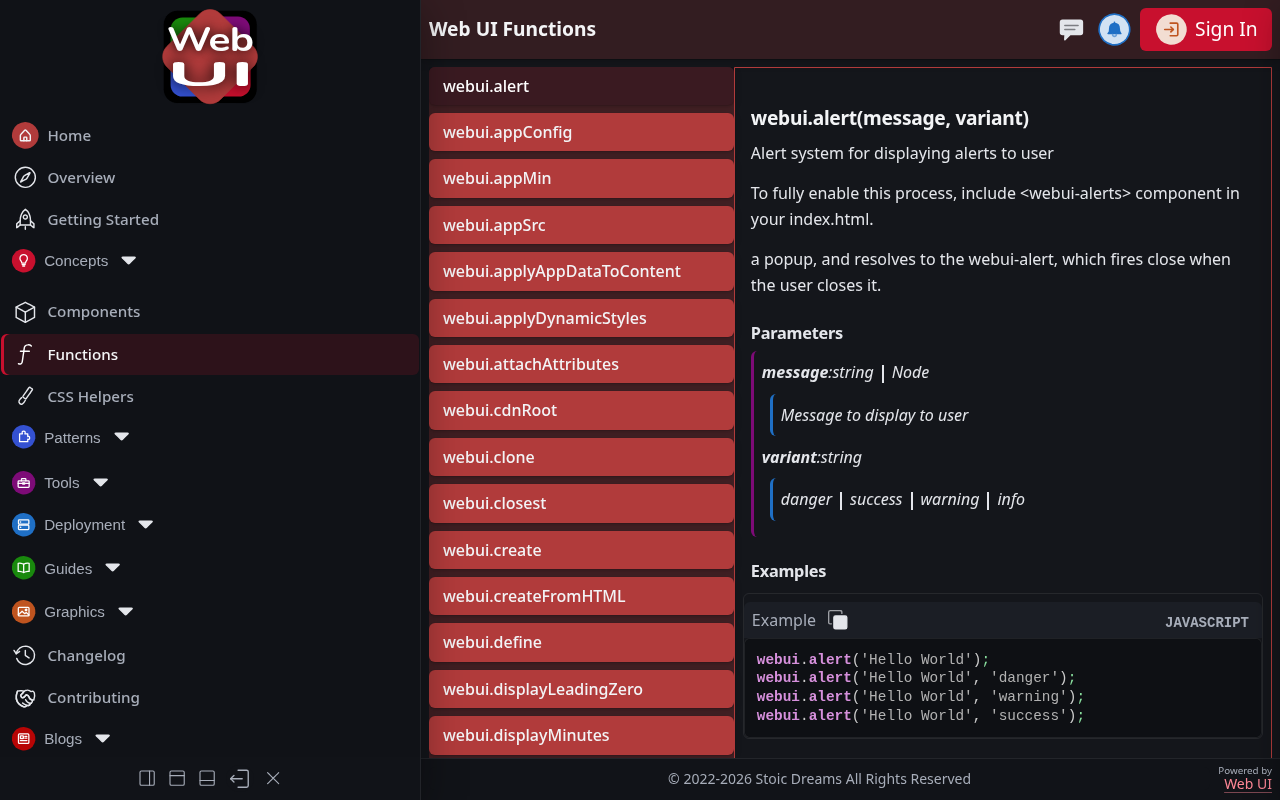 Web
UI
Home
Overview
Getting Started
Concepts
Components
Functions
CSS Helpers
Patterns
Tools
Deployment
Guides
Graphics
Changelog
Contributing
Blogs
Web UI Functions
Sign In
webui.alert
webui.appConfig
webui.appMin
webui.appSrc
webui.applyAppDataToContent
webui.applyDynamicStyles
webui.attachAttributes
webui.cdnRoot
webui.clone
webui.closest
webui.create
webui.createFromHTML
webui.define
webui.displayLeadingZero
webui.displayMinutes
webui.alert(message, variant)
Alert system for displaying alerts to user
To fully enable this process, include <webui-alerts> component in
your index.html.
a popup, and resolves to the webui-alert, which fires close when
the user closes it.
Parameters
message:string | Node
Message to display to user
variant:string
danger | success | warning | info
Examples
Example JAVASCRIPT
webui.alert('Hello World');
webui.alert('Hello World', 'danger');
webui.alert('Hello World', 'warning');
webui.alert('Hello World', 'success');
© 2022-2026 Stoic Dreams All Rights Reserved
Powered by
Web UI